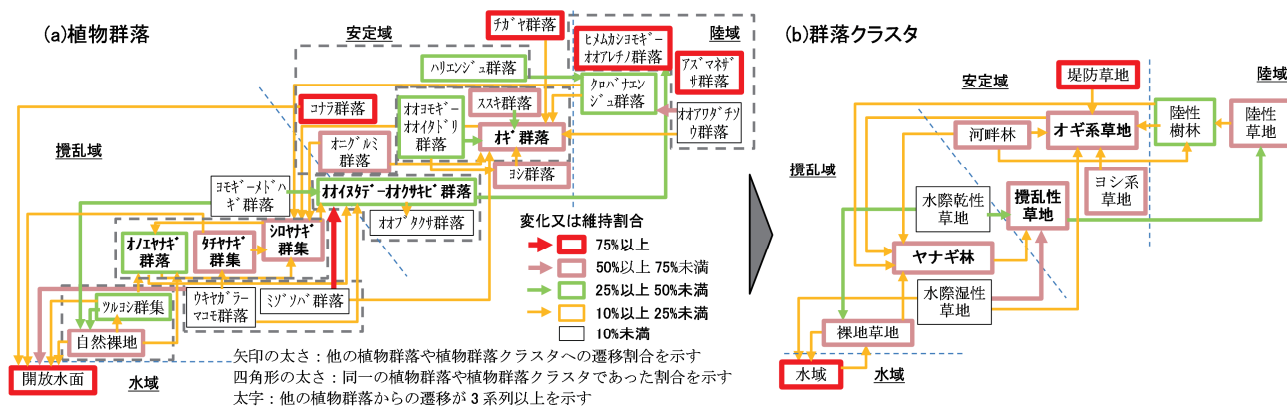 (a)植物群落
安定域
ﾁｶﾞﾔ群落
ﾋﾒﾑｶｼﾖﾓｷﾞｰ
ｵｵｱﾚﾁﾉ群落
陸域
ｱｽﾞﾏﾈｻﾞ
ｻ群落
ﾊﾘｴﾝｼﾞｭ群落
ｸﾛﾊﾞﾅｴﾝ
ｼﾞｭ群落
ｺﾅﾗ群落
ｵｵﾖﾓｷﾞｰ
ｵｵｲﾀﾄﾞﾘ
群落
ｽｽｷ群落
ｵｵｱﾜﾀﾞﾁｿ
ｳ群落
ｵｷﾞ群落
ｵﾆｸﾞﾙﾐ
群落
ﾖｼ群落
攪乱域
ﾖﾓｷﾞｰﾒﾄﾞﾊ
ｷﾞ群落
ｵｵｲﾇﾀﾃﾞｰｵｵｸｻｷﾋﾞ群落
ｵｵﾌﾞﾀｸｻ群落
ｵﾉｴﾔﾅｷﾞ
群落
ﾀﾁﾔﾅｷﾞ
群集
ｼﾛﾔﾅｷﾞ
群集
ﾂﾙﾖｼ群集
ｳｷﾔｶﾞﾗｰ
ﾏｺﾓ群落
ﾐｿﾞｿﾊﾞ群落
自然裸地
開放水面
水域
変化又は維持割合
75%以上
50%以上 75%未満
25%以上 50%未満
10%以上 25%未満
10%未満
矢印の太さ：他の植物群落や植物群落クラスタへの遷移割合を示す
四角形の太さ：同一の植物群落や植物群落クラスタであった割合を示す
太字：他の植物群落からの遷移が 3 系列以上を示す
(b)群落クラスタ
安定域
堤防草地
陸域
河畔林
オギ系草地
陸性
樹林
陸性
草地
攪乱域
ヨシ系
草地
水際乾性
草地
攪乱性
草地
ヤナギ林
水際湿性
草地
裸地草地
水域
水域